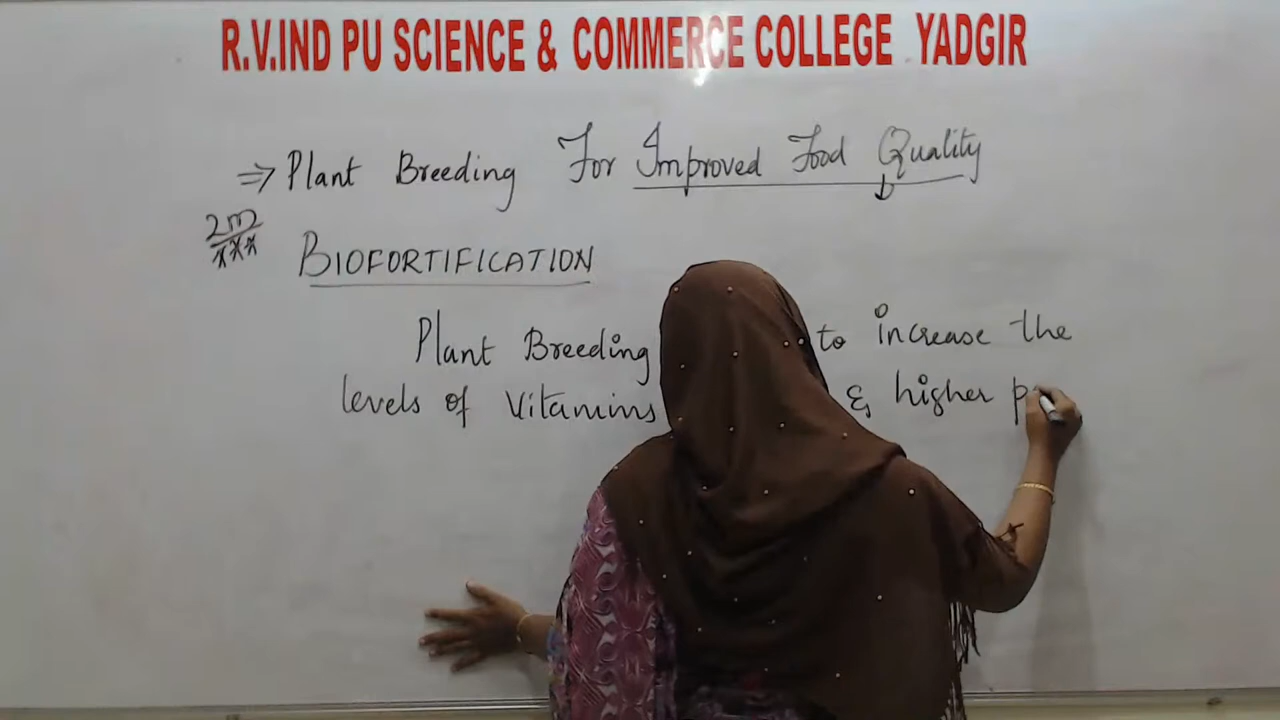 R.V.IND PU SCIENCE & COMMERCE COLLEGE YADGIR
⇒ Plant Breeding For Improved Food Quality
2m
***
BIOFORTIFICATION
Plant Breeding to increase the
levels of Vitamins & higher p